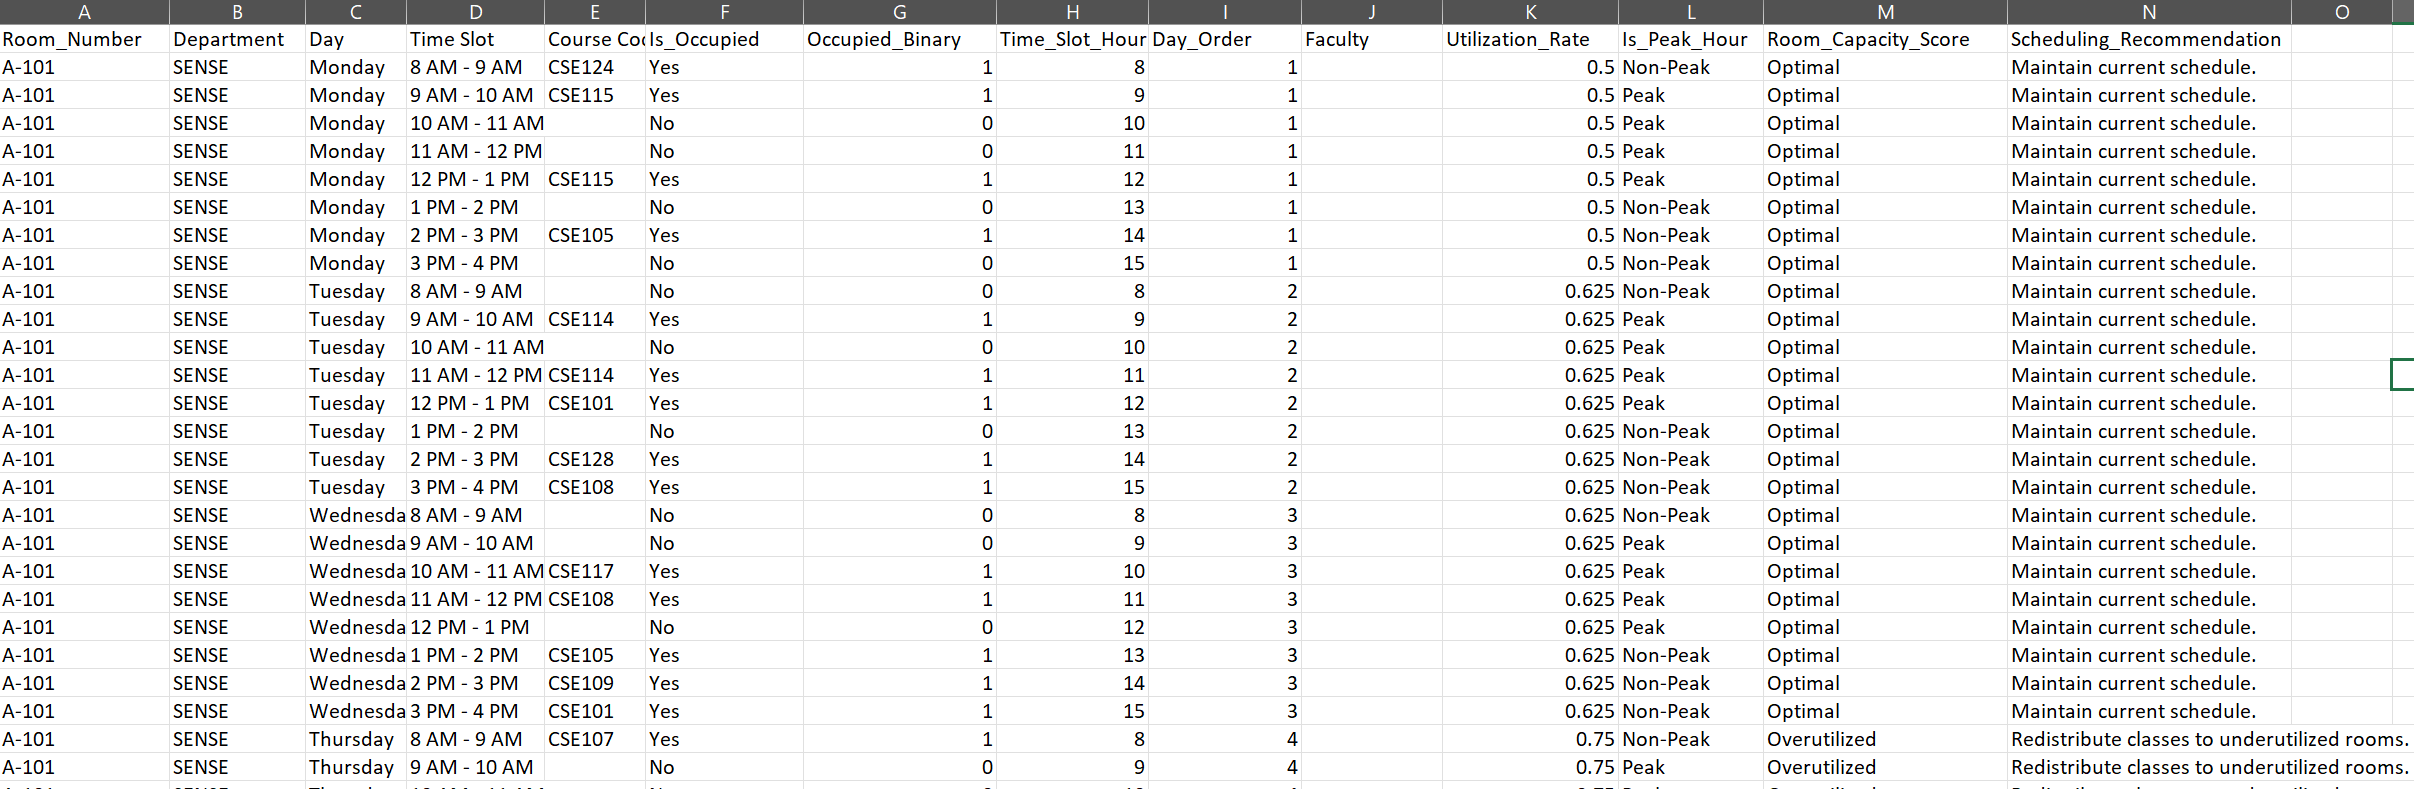 A B C D E F G H I J K L M N O
Room_Number Department Day Time Slot Course Co Is_Occupied Occupied_Binary Time_Slot_Hour Day_Order Faculty Utilization_Rate Is_Peak_Hour Room_Capacity_Score Scheduling_Recommendation
A-101 SENSE Monday 8 AM - 9 AM CSE124 Yes 1 8 1 0.5 Non-Peak Optimal Maintain current schedule.
A-101 SENSE Monday 9 AM - 10 AM CSE115 Yes 1 9 1 0.5 Peak Optimal Maintain current schedule.
A-101 SENSE Monday 10 AM - 11 AM No 0 10 1 0.5 Peak Optimal Maintain current schedule.
A-101 SENSE Monday 11 AM - 12 PM No 0 11 1 0.5 Peak Optimal Maintain current schedule.
A-101 SENSE Monday 12 PM - 1 PM CSE115 Yes 1 12 1 0.5 Peak Optimal Maintain current schedule.
A-101 SENSE Monday 1 PM - 2 PM No 0 13 1 0.5 Non-Peak Optimal Maintain current schedule.
A-101 SENSE Monday 2 PM - 3 PM CSE105 Yes 1 14 1 0.5 Non-Peak Optimal Maintain current schedule.
A-101 SENSE Monday 3 PM - 4 PM No 0 15 1 0.5 Non-Peak Optimal Maintain current schedule.
A-101 SENSE Tuesday 8 AM - 9 AM No 0 8 2 0.625 Non-Peak Optimal Maintain current schedule.
A-101 SENSE Tuesday 9 AM - 10 AM CSE114 Yes 1 9 2 0.625 Peak Optimal Maintain current schedule.
A-101 SENSE Tuesday 10 AM - 11 AM No 0 10 2 0.625 Peak Optimal Maintain current schedule.
A-101 SENSE Tuesday 11 AM - 12 PM CSE114 Yes 1 11 2 0.625 Peak Optimal Maintain current schedule.
A-101 SENSE Tuesday 12 PM - 1 PM CSE101 Yes 1 12 2 0.625 Peak Optimal Maintain current schedule.
A-101 SENSE Tuesday 1 PM - 2 PM No 0 13 2 0.625 Non-Peak Optimal Maintain current schedule.
A-101 SENSE Tuesday 2 PM - 3 PM CSE128 Yes 1 14 2 0.625 Non-Peak Optimal Maintain current schedule.
A-101 SENSE Tuesday 3 PM - 4 PM CSE108 Yes 1 15 2 0.625 Non-Peak Optimal Maintain current schedule.
A-101 SENSE Wednesda 8 AM - 9 AM No 0 8 3 0.625 Non-Peak Optimal Maintain current schedule.
A-101 SENSE Wednesda 9 AM - 10 AM No 0 9 3 0.625 Peak Optimal Maintain current schedule.
A-101 SENSE Wednesda 10 AM - 11 AM CSE117 Yes 1 10 3 0.625 Peak Optimal Maintain current schedule.
A-101 SENSE Wednesda 11 AM - 12 PM CSE108 Yes 1 11 3 0.625 Peak Optimal Maintain current schedule.
A-101 SENSE Wednesda 12 PM - 1 PM No 0 12 3 0.625 Peak Optimal Maintain current schedule.
A-101 SENSE Wednesda 1 PM - 2 PM CSE105 Yes 1 13 3 0.625 Non-Peak Optimal Maintain current schedule.
A-101 SENSE Wednesda 2 PM - 3 PM CSE109 Yes 1 14 3 0.625 Non-Peak Optimal Maintain current schedule.
A-101 SENSE Wednesda 3 PM - 4 PM CSE101 Yes 1 15 3 0.625 Non-Peak Optimal Maintain current schedule.
A-101 SENSE Thursday 8 AM - 9 AM CSE107 Yes 1 8 4 0.75 Non-Peak Overutilized Redistribute classes to underutilized rooms.
A-101 SENSE Thursday 9 AM - 10 AM No 0 9 4 0.75 Peak Overutilized Redistribute classes to underutilized rooms.